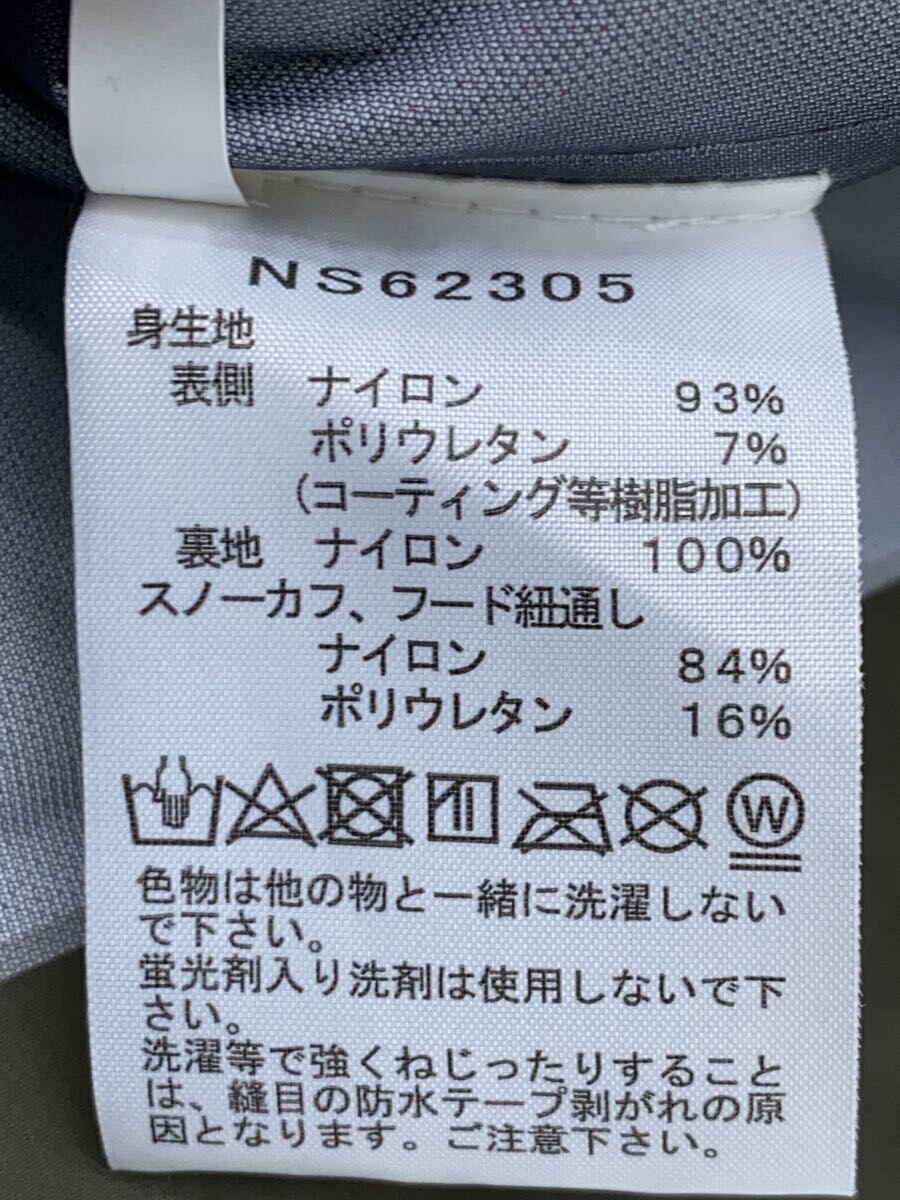 NS62305
身生地
表側 ナイロン 93%
ポリウレタン 7%
(コーティング等樹脂加工)
裏地 ナイロン 100%
スノーカフ、フード紐通し
ナイロン 84%
ポリウレタン 16%
W
色物は他の物と一緒に洗濯しない
で下さい。
蛍光剤入り洗剤は使用しないで下
さい。
洗濯等で強くねじったりすること
は、縫目の防水テープ剥がれの原
因となります。ご注意下さい。